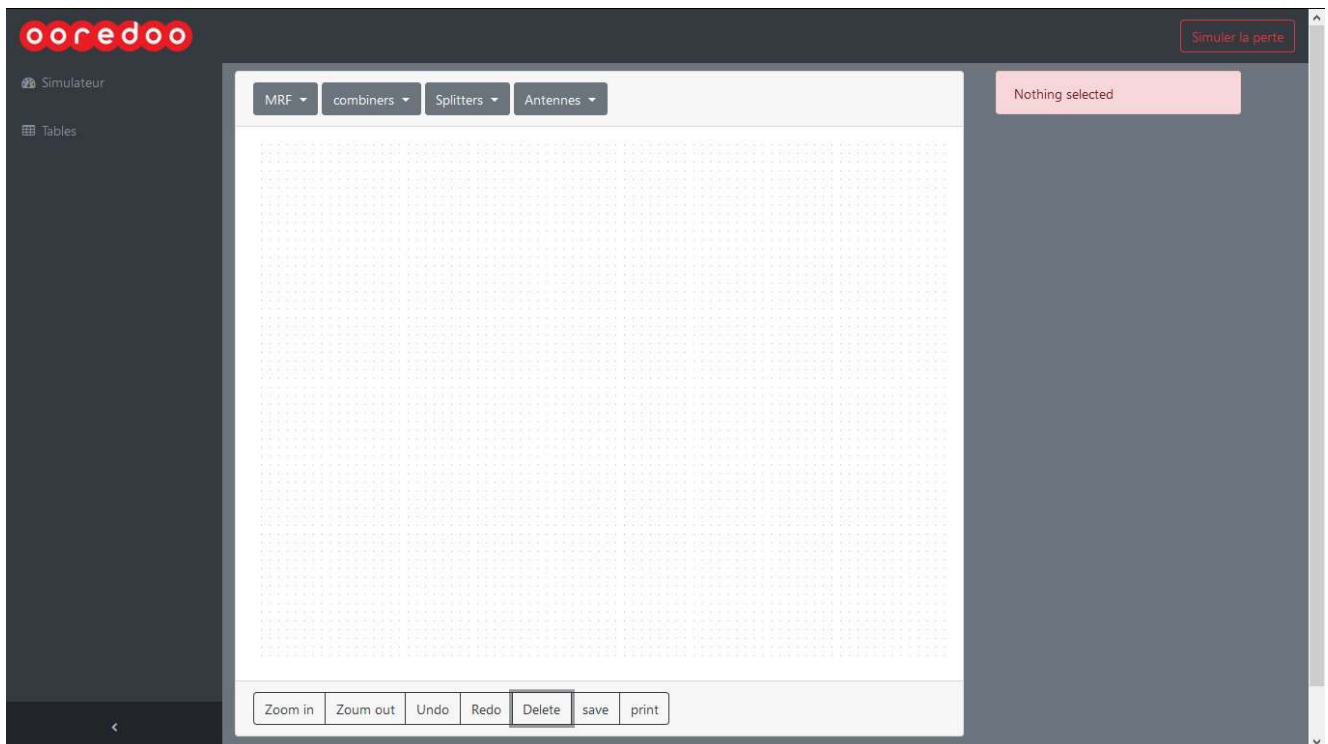 ooredoo
Simuler la perte
Simulateur
Tables
MRF combiners Splitters Antennes
Nothing selected
Zoom in Zoum out Undo Redo Delete save print